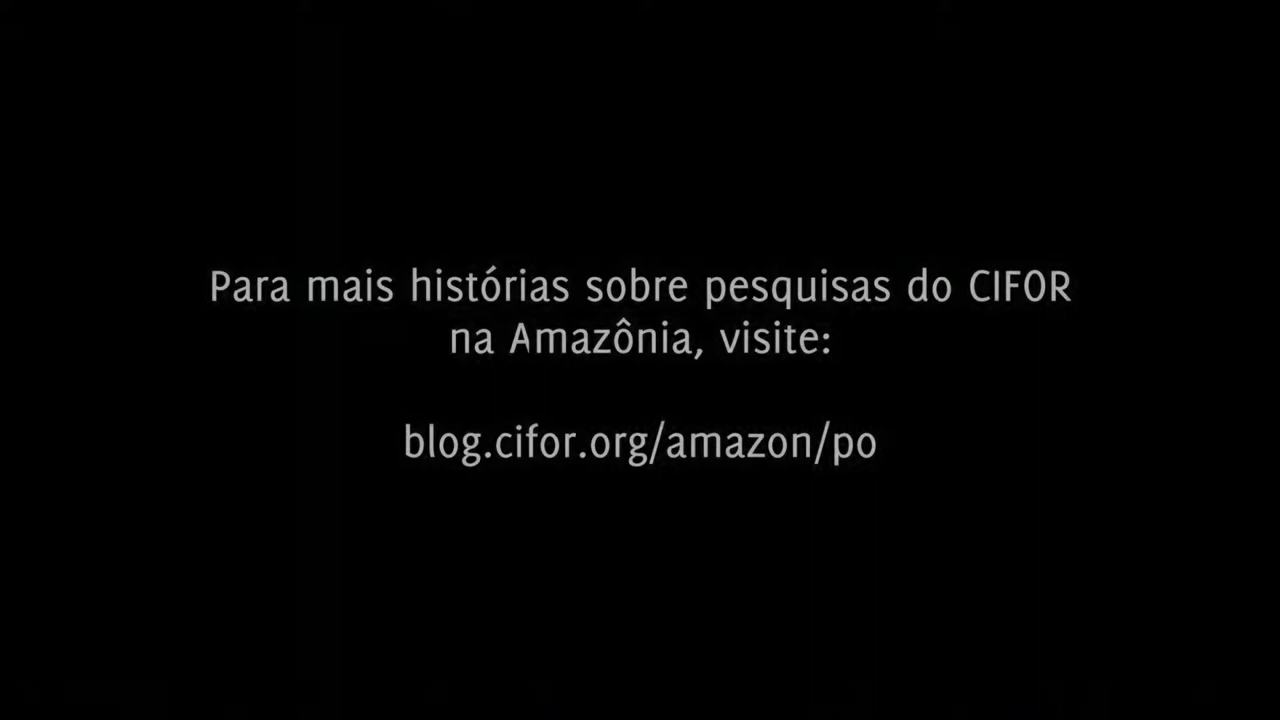 Para mais histórias sobre pesquisas do CIFOR
na Amazônia, visite:
blog.cifor.org/amazon/po